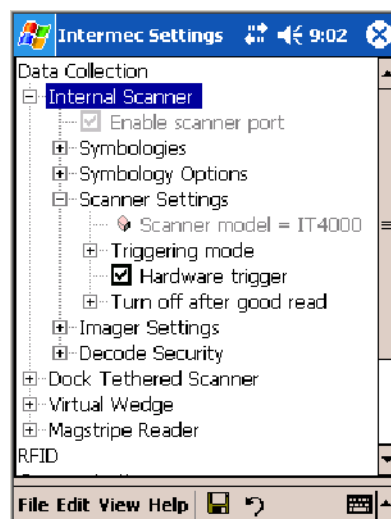 Intermec Settings 9:02
Data Collection
Internal Scanner
Enable scanner port
Symbologies
Symbology Options
Scanner Settings
Scanner model = IT4000
Triggering mode
Hardware trigger
Turn off after good read
Imager Settings
Decode Security
Dock Tethered Scanner
Virtual Wedge
Magstripe Reader
RFID
File Edit View Help